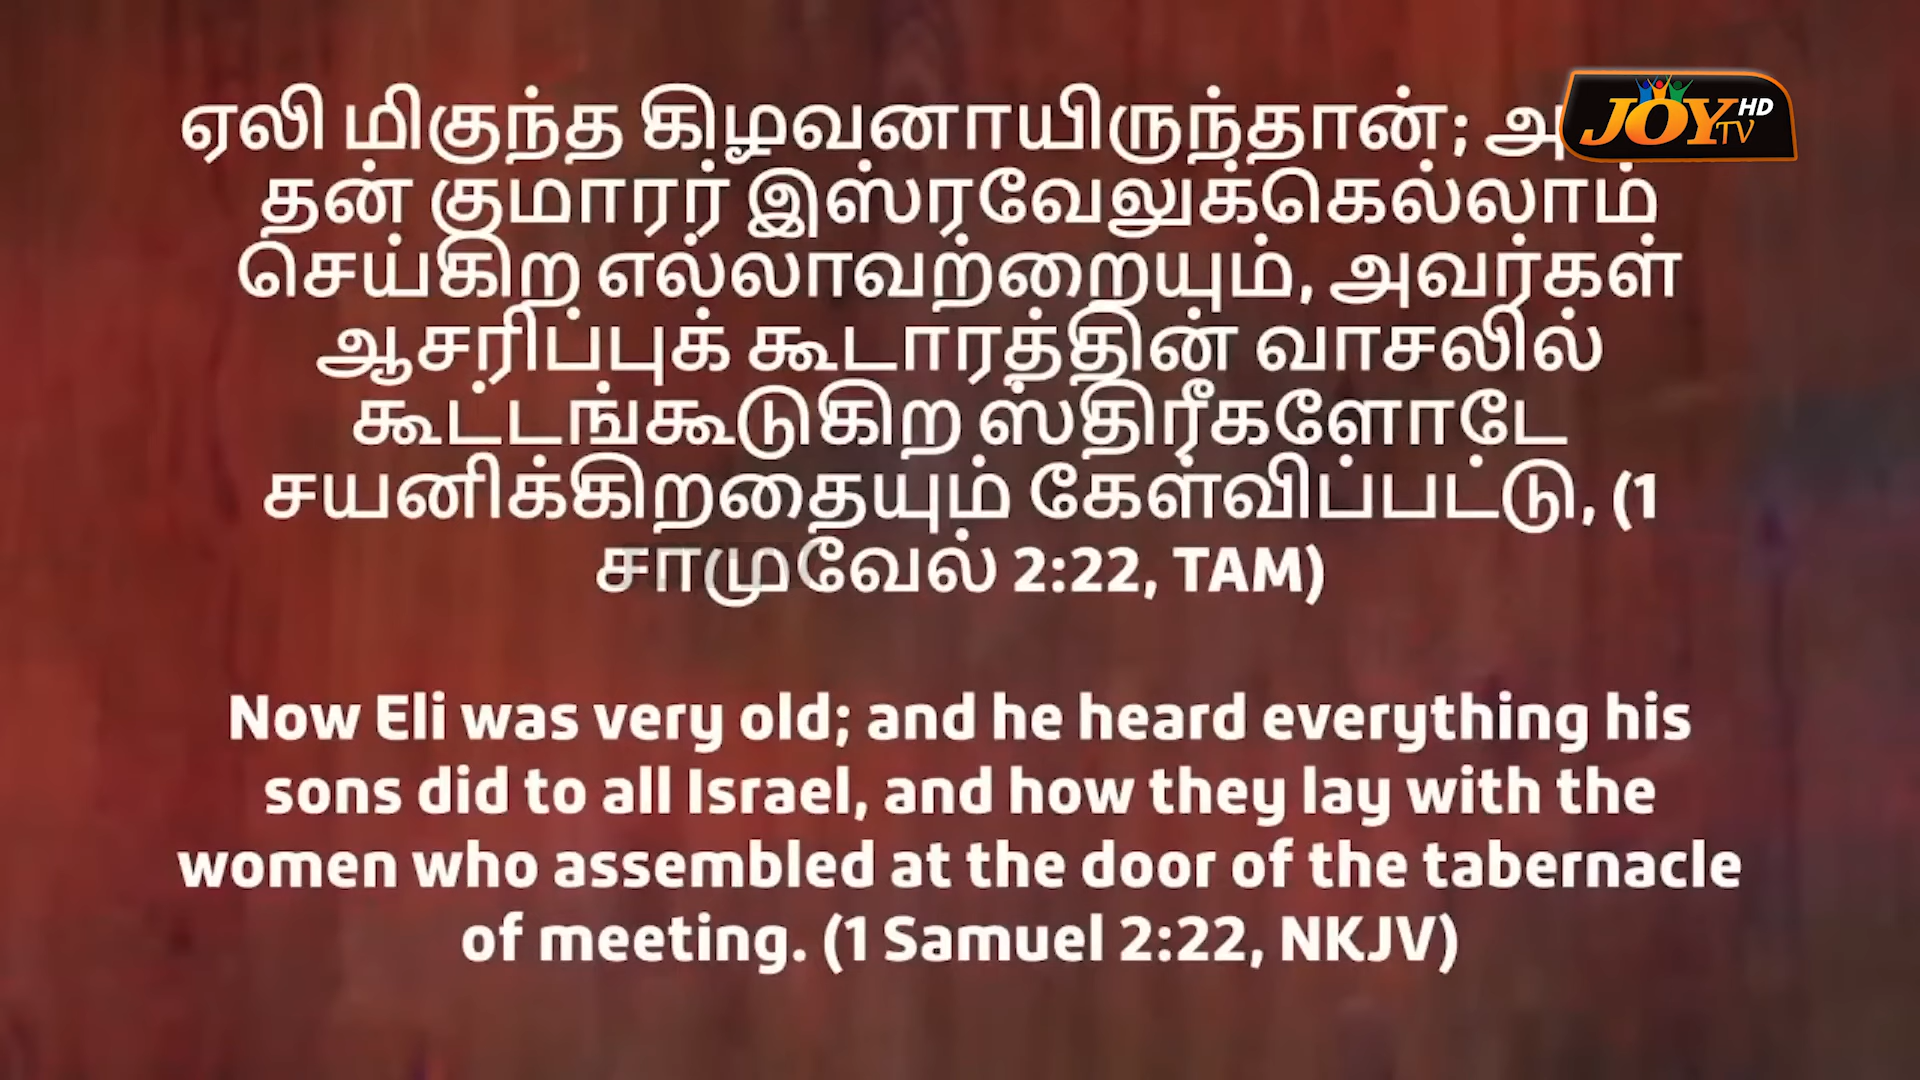 ஏலி மிகுந்த கிழவனாயிருந்தான்;
JOY TV HD
தன் குமாரர் இஸ்ரவேலுக்கெல்லாம்
செய்கிற எல்லாவற்றையும், அவர்கள்
ஆசரிப்புக் கூடாரத்தின் வாசலில்
கூட்டங்கூடுகிற ஸ்திரீகளோடே
சயனிக்கிறதையும் கேள்விப்பட்டு, (1
சாமுவேல் 2:22, TAM)
Now Eli was very old; and he heard everything his
sons did to all Israel, and how they lay with the
women who assembled at the door of the tabernacle
of meeting. (1 Samuel 2:22, NKJV)